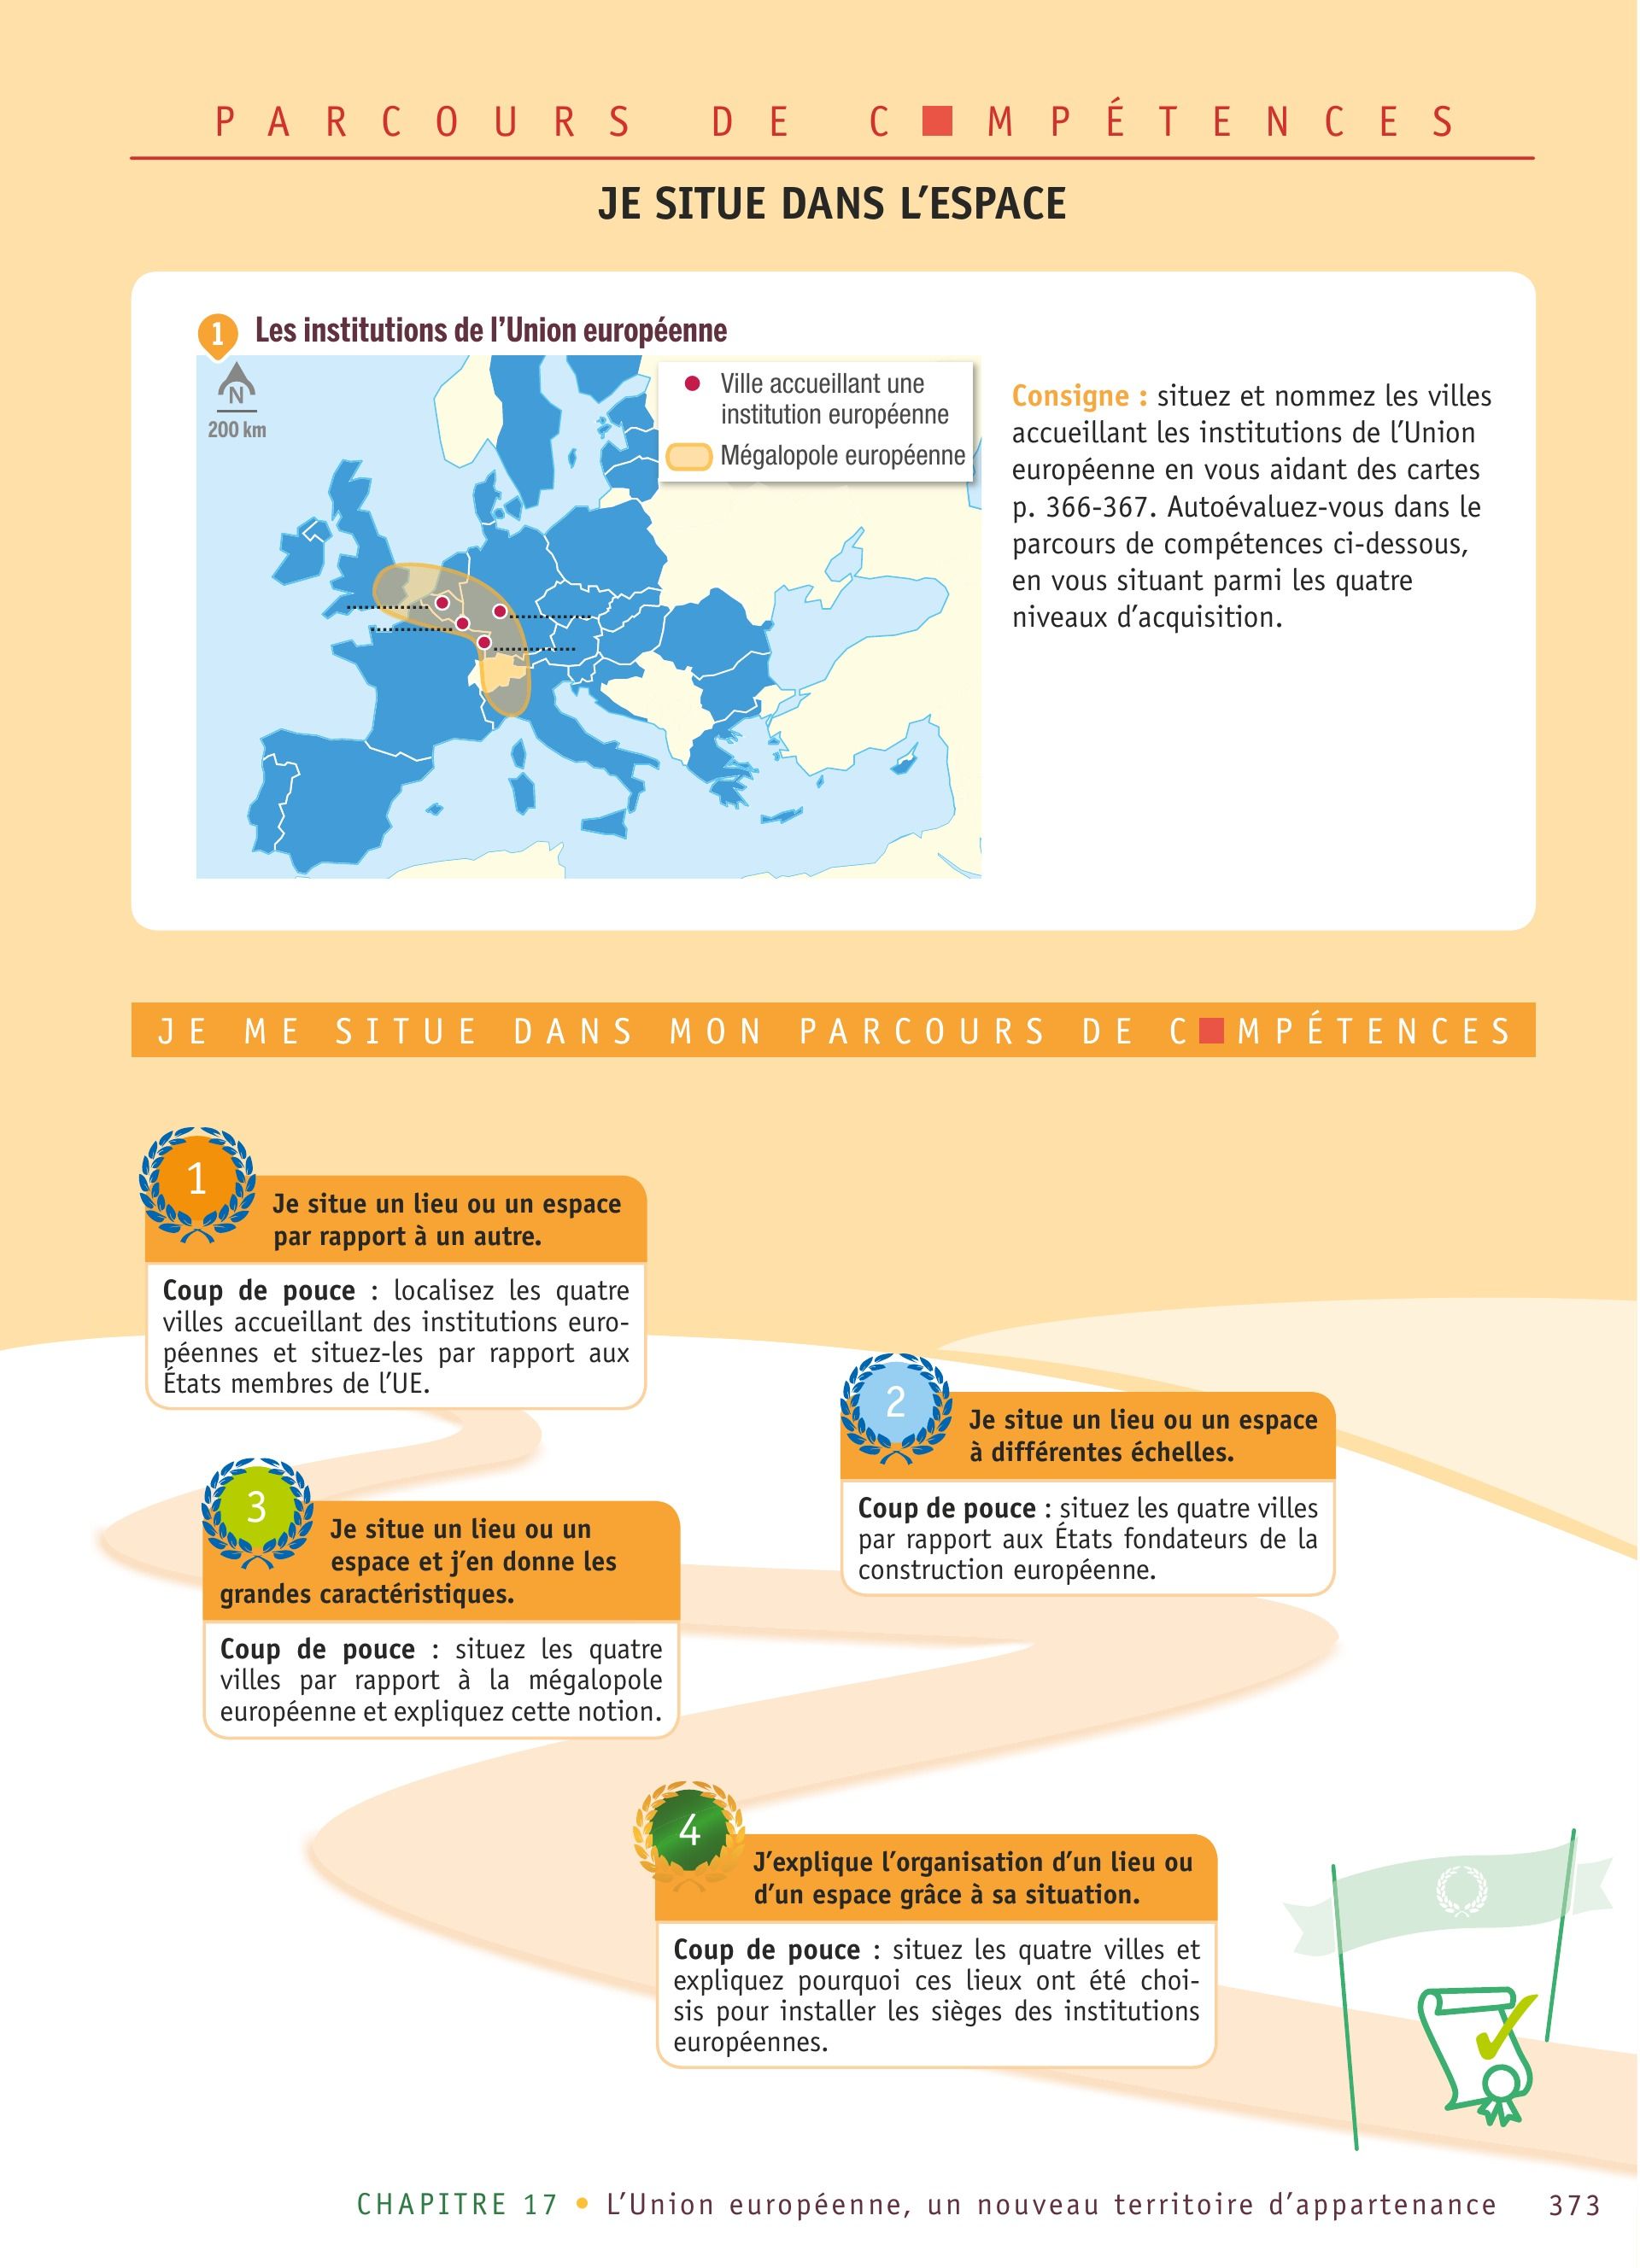 PARCOURS DE C■MPÉTENCES
JE SITUE DANS L'ESPACE
1 Les institutions de l'Union européenne
N
200 km
Ville accueillant une
institution européenne
Mégalopole européenne
Consigne : situez et nommez les villes
accueillant les institutions de l'Union
européenne en vous aidant des cartes
p. 366-367. Autoévaluez-vous dans le
parcours de compétences ci-dessous,
en vous situant parmi les quatre
niveaux d'acquisition.
JE ME SITUE DANS MON PARCOURS DE C■MPÉTENCES
1
Je situe un lieu ou un espace
par rapport à un autre.
Coup de pouce : localisez les quatre
villes accueillant des institutions euro-
péennes et situez-les par rapport aux
États membres de l'UE.
2
Je situe un lieu ou un espace
à différentes échelles.
Coup de pouce : situez les quatre villes
par rapport aux États fondateurs de la
construction européenne.
3
Je situe un lieu ou un
espace et j'en donne les
grandes caractéristiques.
Coup de pouce : situez les quatre
villes par rapport à la mégalopole
européenne et expliquez cette notion.
4
J'explique l'organisation d'un lieu ou
d'un espace grâce à sa situation.
Coup de pouce : situez les quatre villes et
expliquez pourquoi ces lieux ont été choi-
sis pour installer les sièges des institutions
européennes.
CHAPITRE 17 • L'Union européenne, un nouveau territoire d'appartenance 373